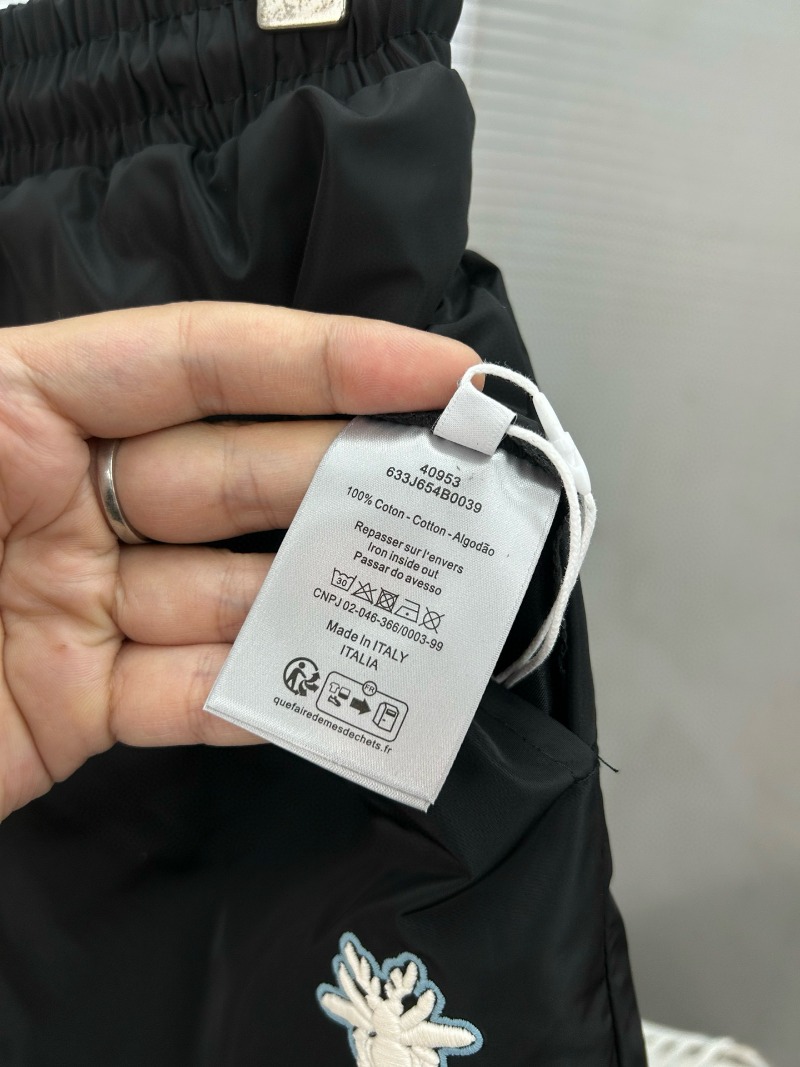 40953
633J654B0039
100% Coton - Cotton - Algodão
Repasser sur l'envers
Iron inside out
Passar do avesso
30
CNPJ 02-046-366/0003-99
Made in ITALY
ITALIA
FR
quefairedemesdechets.fr